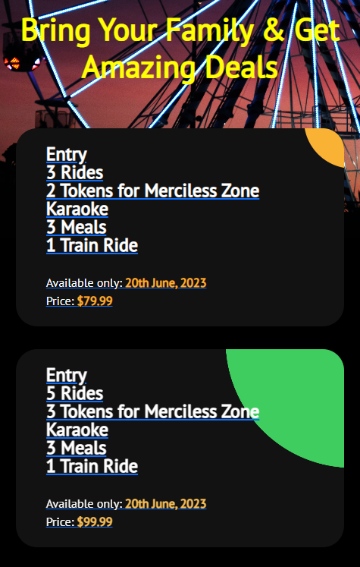 Bring Your Family & Get
Amazing Deals
Entry
3 Rides
2 Tokens for Merciless Zone
Karaoke
3 Meals
1 Train Ride
Available only: 20th June, 2023
Price: $79.99
Entry
5 Rides
3 Tokens for Merciless Zone
Karaoke
3 Meals
1 Train Ride
Available only: 20th June, 2023
Price: $99.99